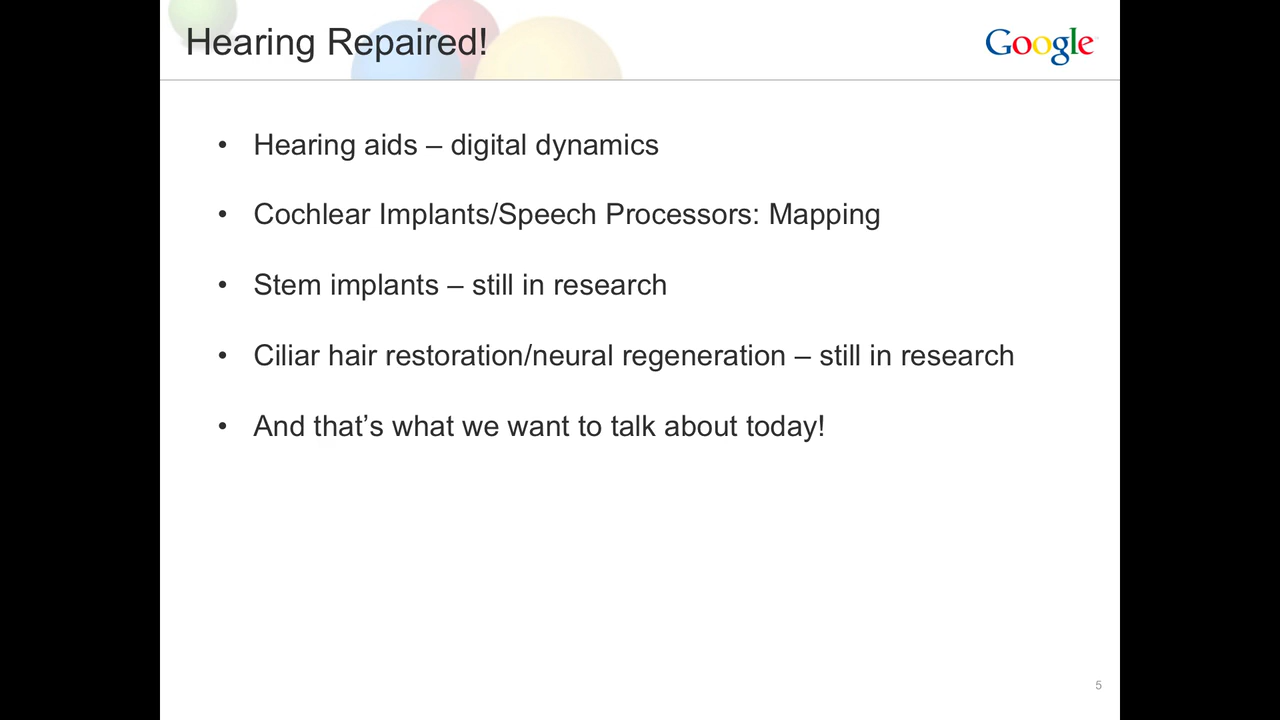 Hearing Repaired!
Google
• Hearing aids – digital dynamics
• Cochlear Implants/Speech Processors: Mapping
• Stem implants – still in research
• Ciliar hair restoration/neural regeneration – still in research
• And that’s what we want to talk about today!
5